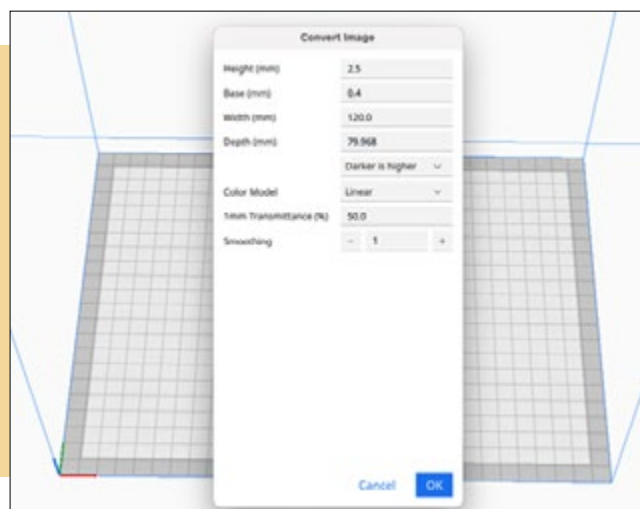 Convert Image
Height (mm) 2.5
Base (mm) 0.4
Width (mm) 120.0
Depth (mm) 79.968
Darker is higher
Color Model Linear
1mm Transmittance (%) 50.0
Smoothing − 1 +
Cancel OK